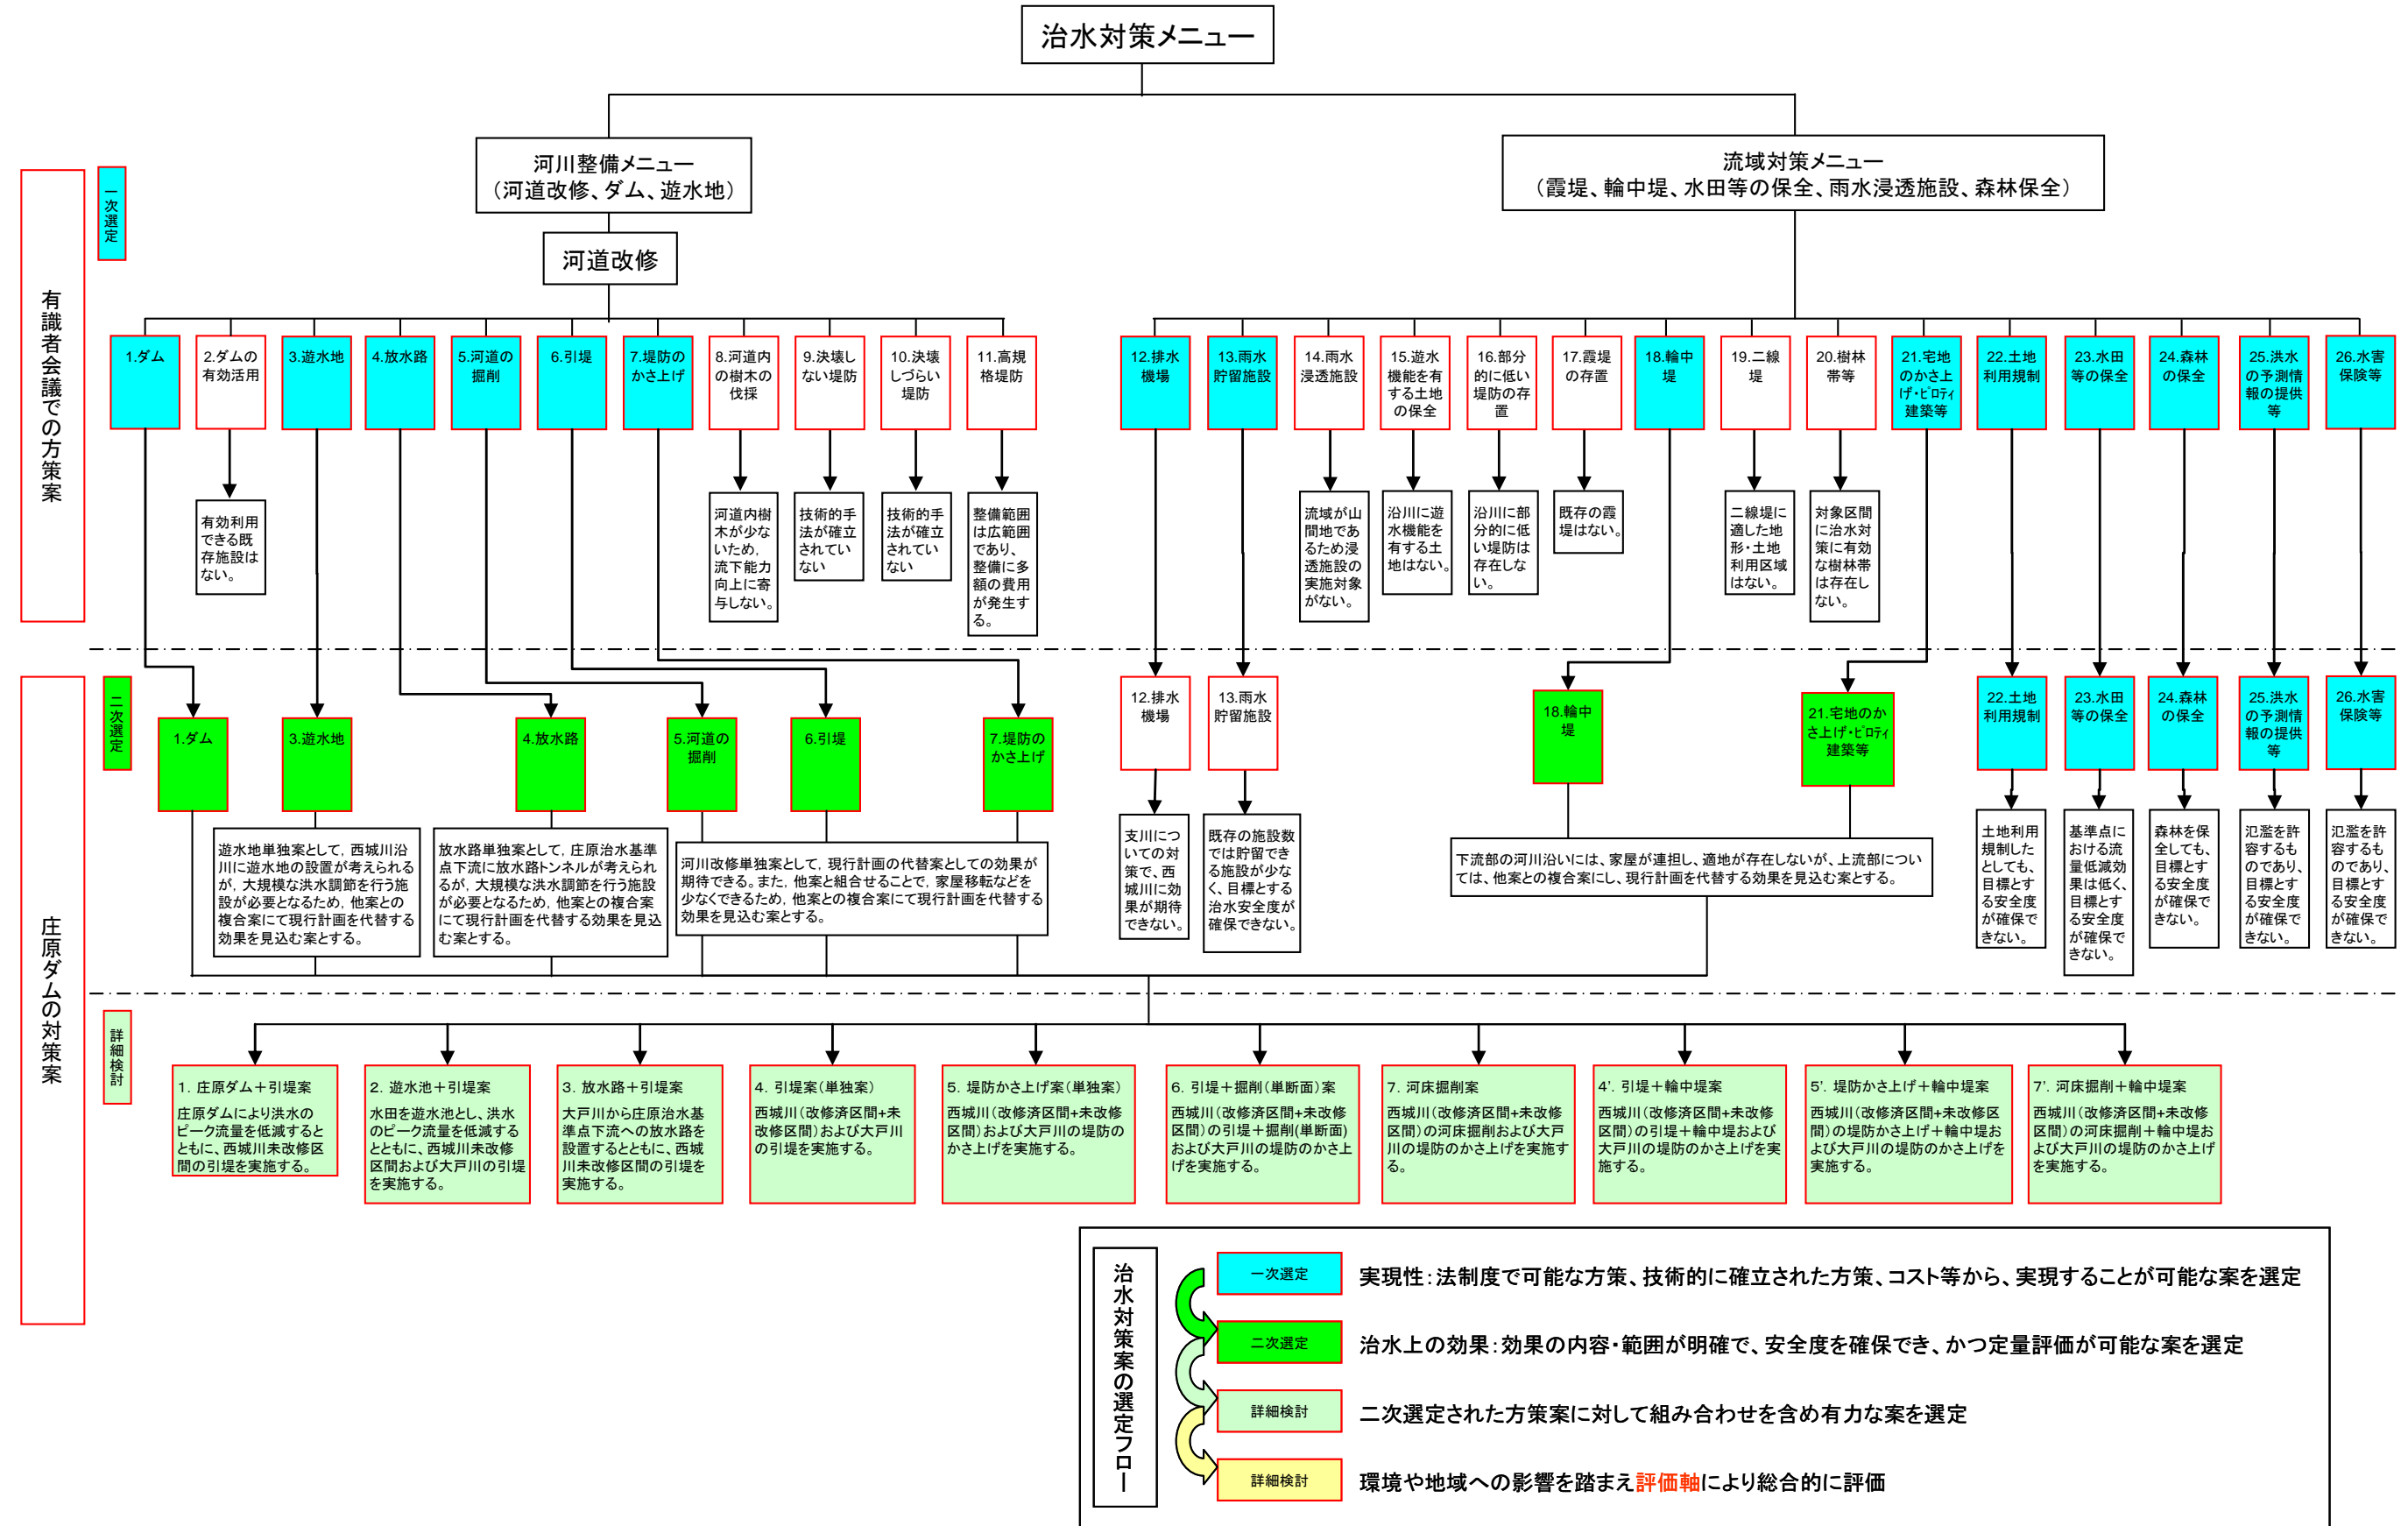 治水対策メニュー
河川整備メニュー
（河道改修、ダム、遊水地）
流域対策メニュー
（霞堤、輪中堤、水田等の保全、雨水浸透施設、森林保全）
河道改修
有識者会議での方策案
一次選定
1.ダム
2.ダムの
有効活用
3.遊水地
4.放水路
5.河道の
掘削
6.引堤
7.堤防の
かさ上げ
8.河道内
の樹木の
伐採
9.決壊し
ない堤防
10.決壊
しづらい
堤防
11.高規
格堤防
12.排水
機場
13.雨水
貯留施設
14.雨水
浸透施設
15.遊水
機能を有
する土地
の保全
16.部分
的に低い
堤防の存
置
17.霞堤
の存置
18.輪中
堤
19.二線
堤
20.樹林
帯等
21.宅地
のかさ上
げ・ピロティ
建築等
22.土地
利用規制
23.水田
等の保全
24.森林
の保全
25.洪水
の予測情
報の提供
等
26.水害
保険等
有効利用
できる既
存施設は
ない。
河道内樹
木が少な
いため，
流下能力
向上に寄
与しない。
技術的手
法が確立
されてい
ない
技術的手
法が確立
されてい
ない
整備範囲
は広範囲
であり、
整備に多
額の費用
が発生す
る。
流域が山
間地であ
るため浸
透施設の
実施対象
がない。
沿川に遊
水機能を
有する土
地はない。
沿川に部
分的に低
い堤防は
存在しな
い。
既存の霞
堤はない。
二線堤に
適した地
形・土地
利用区域
はない。
対象区間
に治水対
策に有効
な樹林帯
は存在し
ない。
庄原ダムの対策案
二次選定
1.ダム
3.遊水地
4.放水路
5.河道の
掘削
6.引堤
7.堤防の
かさ上げ
12.排水
機場
13.雨水
貯留施設
18.輪中
堤
21.宅地のか
さ上げ・ピロティ
建築等
22.土地
利用規制
23.水田
等の保全
24.森林
の保全
25.洪水
の予測情
報の提供
等
26.水害
保険等
遊水地単独案として，西城川沿
川に遊水地の設置が考えられる
が，大規模な洪水調節を行う施
設が必要となるため，他案との
複合案にて現行計画を代替する
効果を見込む案とする。
放水路単独案として，庄原治水基準
点下流に放水路トンネルが考えられ
るが，大規模な洪水調節を行う施設
が必要となるため，他案との複合案
にて現行計画を代替する効果を見込
む案とする。
河川改修単独案として，現行計画の代替案としての効果が
期待できる。また，他案と組合せることで，家屋移転などを
少なくできるため，他案との複合案にて現行計画を代替する
効果を見込む案とする。
支川につ
いての対
策で、西
城川に効
果が期待
できない。
既存の施設数
では貯留でき
る施設が少な
く、目標とする
治水安全度が
確保できない。
下流部の河川沿いには、家屋が連担し、適地が存在しないが、上流部につい
ては、他案との複合案にし、現行計画を代替する効果を見込む案とする。
土地利用
規制した
としても、
目標とす
る安全度
が確保で
きない。
基準点に
おける流
量低減効
果は低く、
目標とす
る安全度
が確保で
きない。
森林を保
全しても、
目標とす
る安全度
が確保で
きない。
氾濫を許
容するも
のであり、
目標とす
る安全度
が確保で
きない。
氾濫を許
容するも
のであり、
目標とす
る安全度
が確保で
きない。
詳細検討
1．庄原ダム＋引堤案
庄原ダムにより洪水の
ピーク流量を低減すると
ともに、西城川未改修区
間の引堤を実施する。
2．遊水池＋引堤案
水田を遊水池とし、洪水
のピーク流量を低減する
とともに、西城川未改修
区間および大戸川の引堤
を実施する。
3．放水路＋引堤案
大戸川から庄原治水基
準点下流への放水路を
設置するとともに、西城
川未改修区間の引堤を
実施する。
4．引堤案（単独案）
西城川（改修済区間+未
改修区間）および大戸川
の引堤を実施する。
5．堤防かさ上げ案（単独案）
西城川（改修済区間+未改修
区間）および大戸川の堤防の
かさ上げを実施する。
6．引堤＋掘削（単断面）案
西城川（改修済区間+未改修
区間）の引堤＋掘削(単断面)
および大戸川の堤防のかさ上
げを実施する。
7．河床掘削案
西城川（改修済区間+未改修
区間）の河床掘削および大戸
川の堤防のかさ上げを実施す
る。
4'．引堤＋輪中堤案
西城川（改修済区間+未改修
区間）の引堤＋輪中堤および
大戸川の堤防のかさ上げを実
施する。
5'．堤防かさ上げ＋輪中堤案
西城川（改修済区間+未改修区
間）の堤防かさ上げ＋輪中堤お
よび大戸川の堤防のかさ上げを
実施する。
7'．河床掘削＋輪中堤案
西城川（改修済区間+未改修
区間）の河床掘削＋輪中堤お
よび大戸川の堤防のかさ上げ
を実施する。
治水対策案の選定フロー
一次選定
実現性：法制度で可能な方策、技術的に確立された方策、コスト等から、実現することが可能な案を選定
二次選定
治水上の効果：効果の内容・範囲が明確で、安全度を確保でき、かつ定量評価が可能な案を選定
詳細検討
二次選定された方策案に対して組み合わせを含め有力な案を選定
詳細検討
環境や地域への影響を踏まえ評価軸により総合的に評価